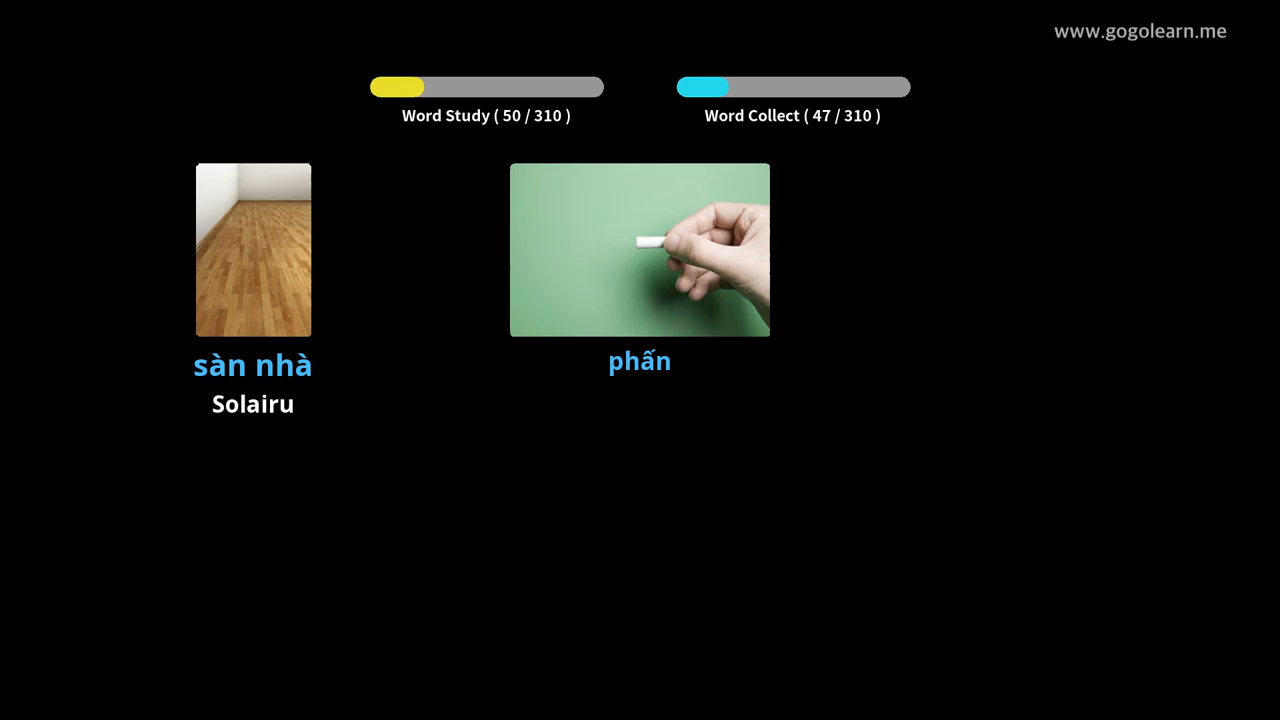 www.gogolearn.me
Word Study ( 50 / 310 )
Word Collect ( 47 / 310 )
sàn nhà
Solairu
phấn